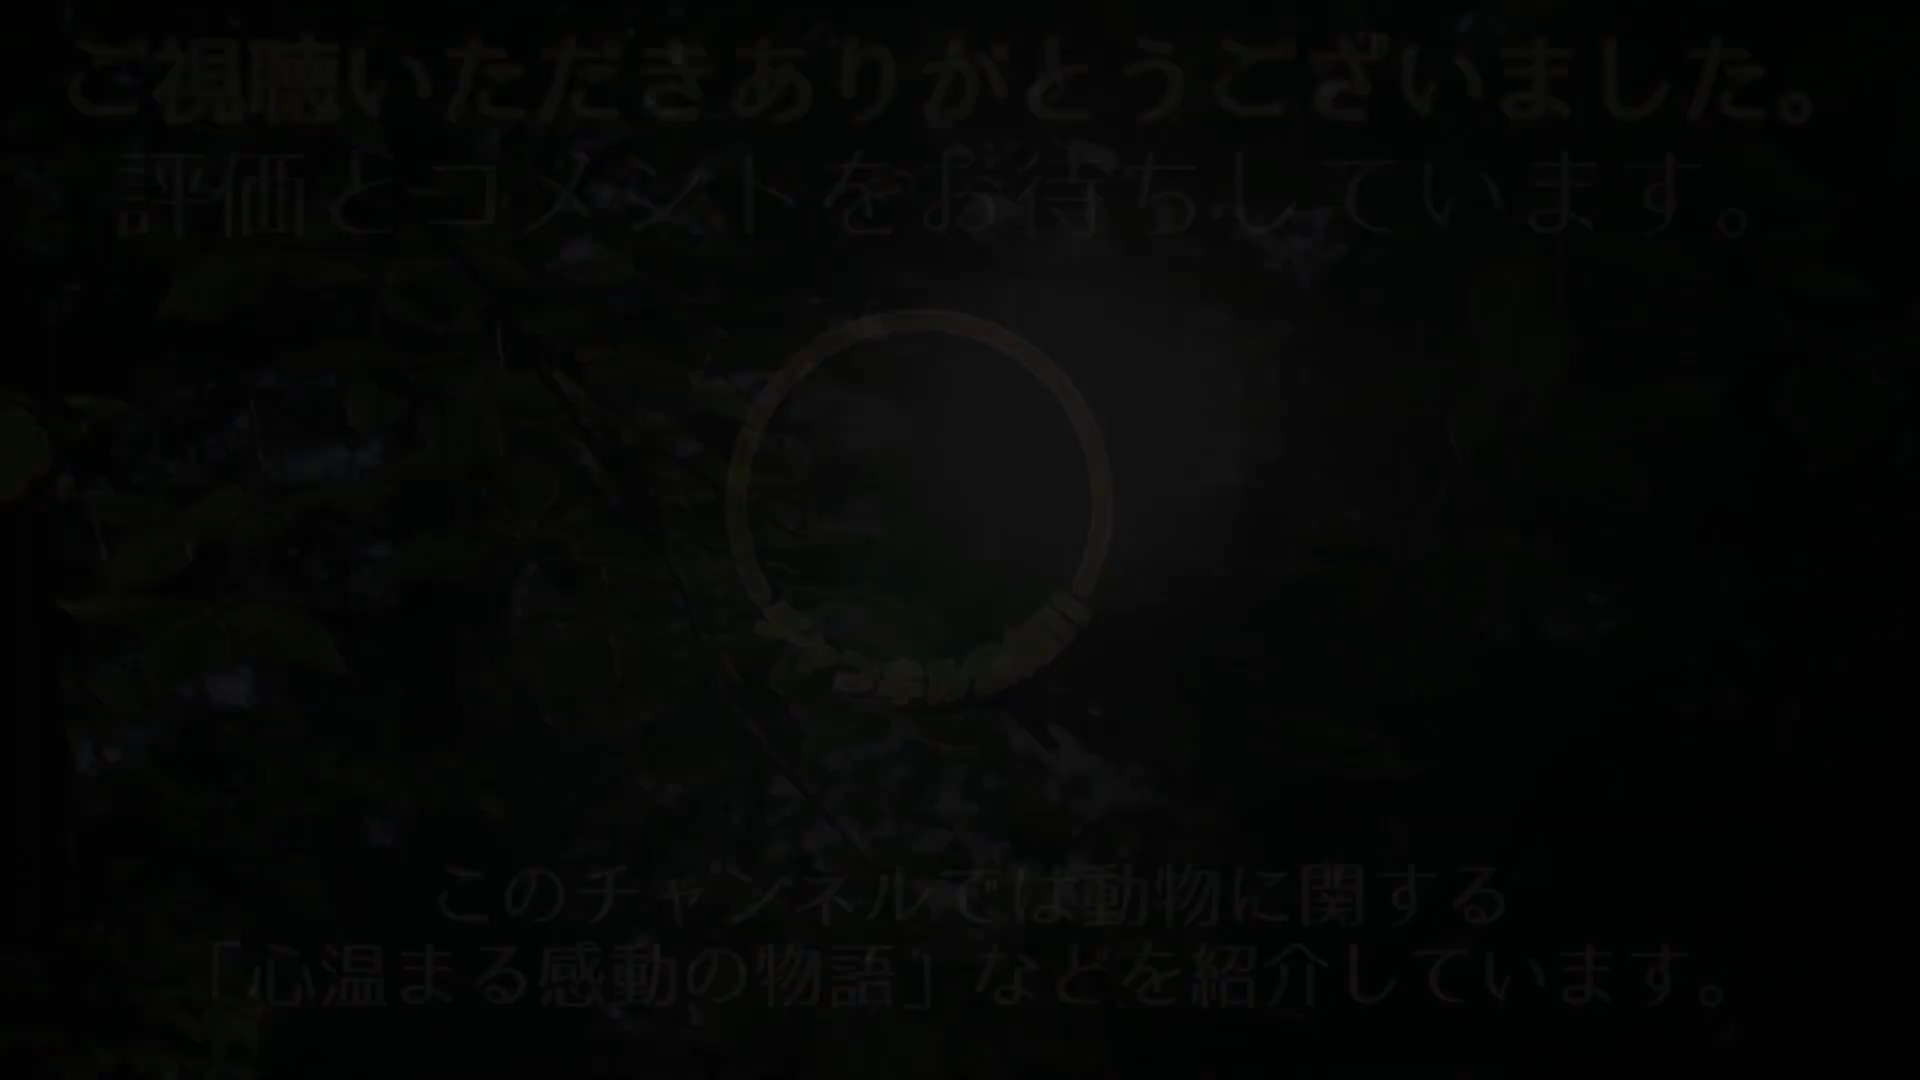 ご視聴いただきありがとうございました。
評価とコメントをお待ちしています。
このチャンネルでは動物に関する
「心温まる感動の物語」などを紹介しています。